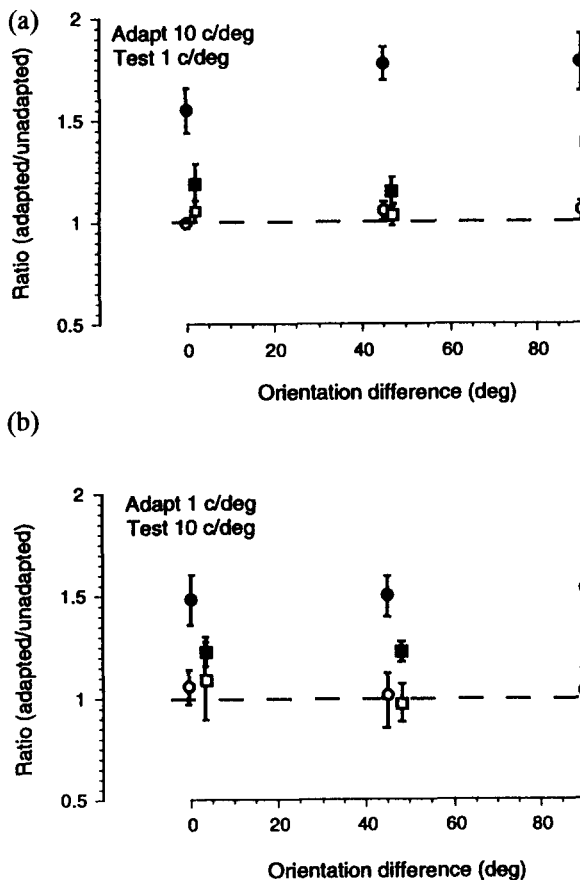 (a)
Adapt 10 c/deg
Test 1 c/deg
Ratio (adapted/unadapted)
2
1.5
1
0.5
0 20 40 60 80
Orientation difference (deg)
(b)
Adapt 1 c/deg
Test 10 c/deg
Ratio (adapted/unadapted)
2
1.5
1
0.5
0 20 40 60 80
Orientation difference (deg)